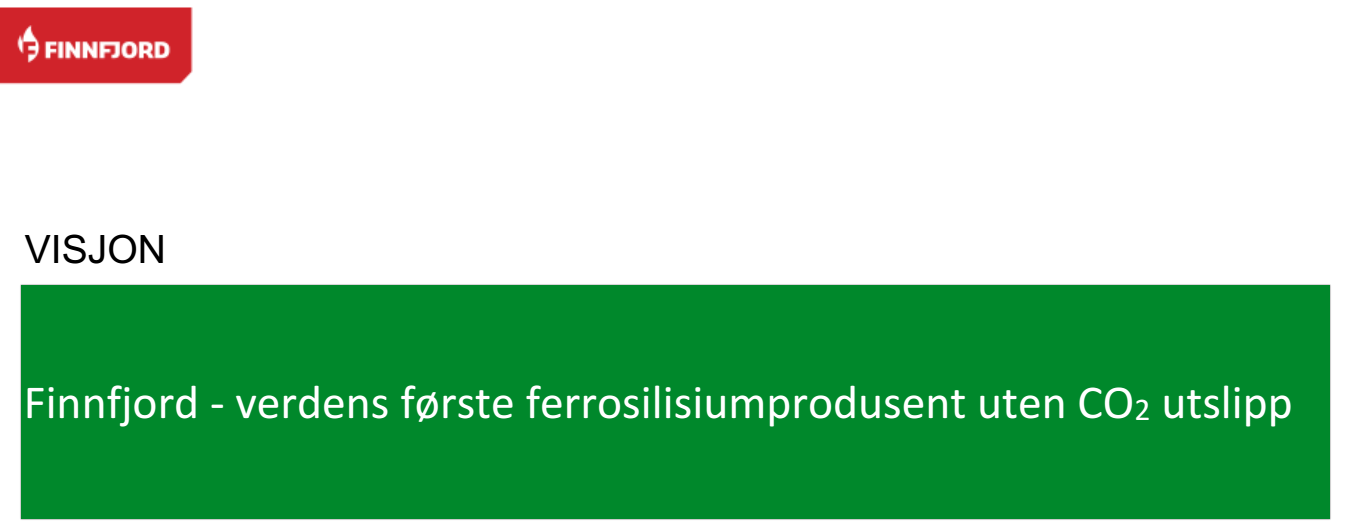 FINNFJORD
VISJON
Finnfjord - verdens første ferrosilisiumprodusent uten CO₂ utslipp